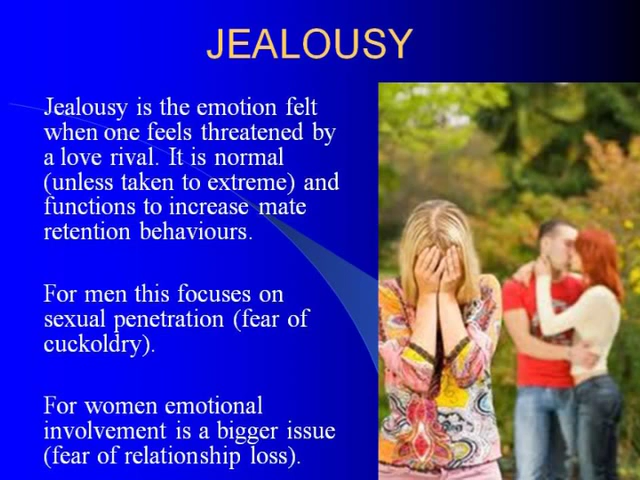 JEALOUSY
Jealousy is the emotion felt
when one feels threatened by
a love rival. It is normal
(unless taken to extreme) and
functions to increase mate
retention behaviours.
For men this focuses on
sexual penetration (fear of
cuckoldry).
For women emotional
involvement is a bigger issue
(fear of relationship loss).